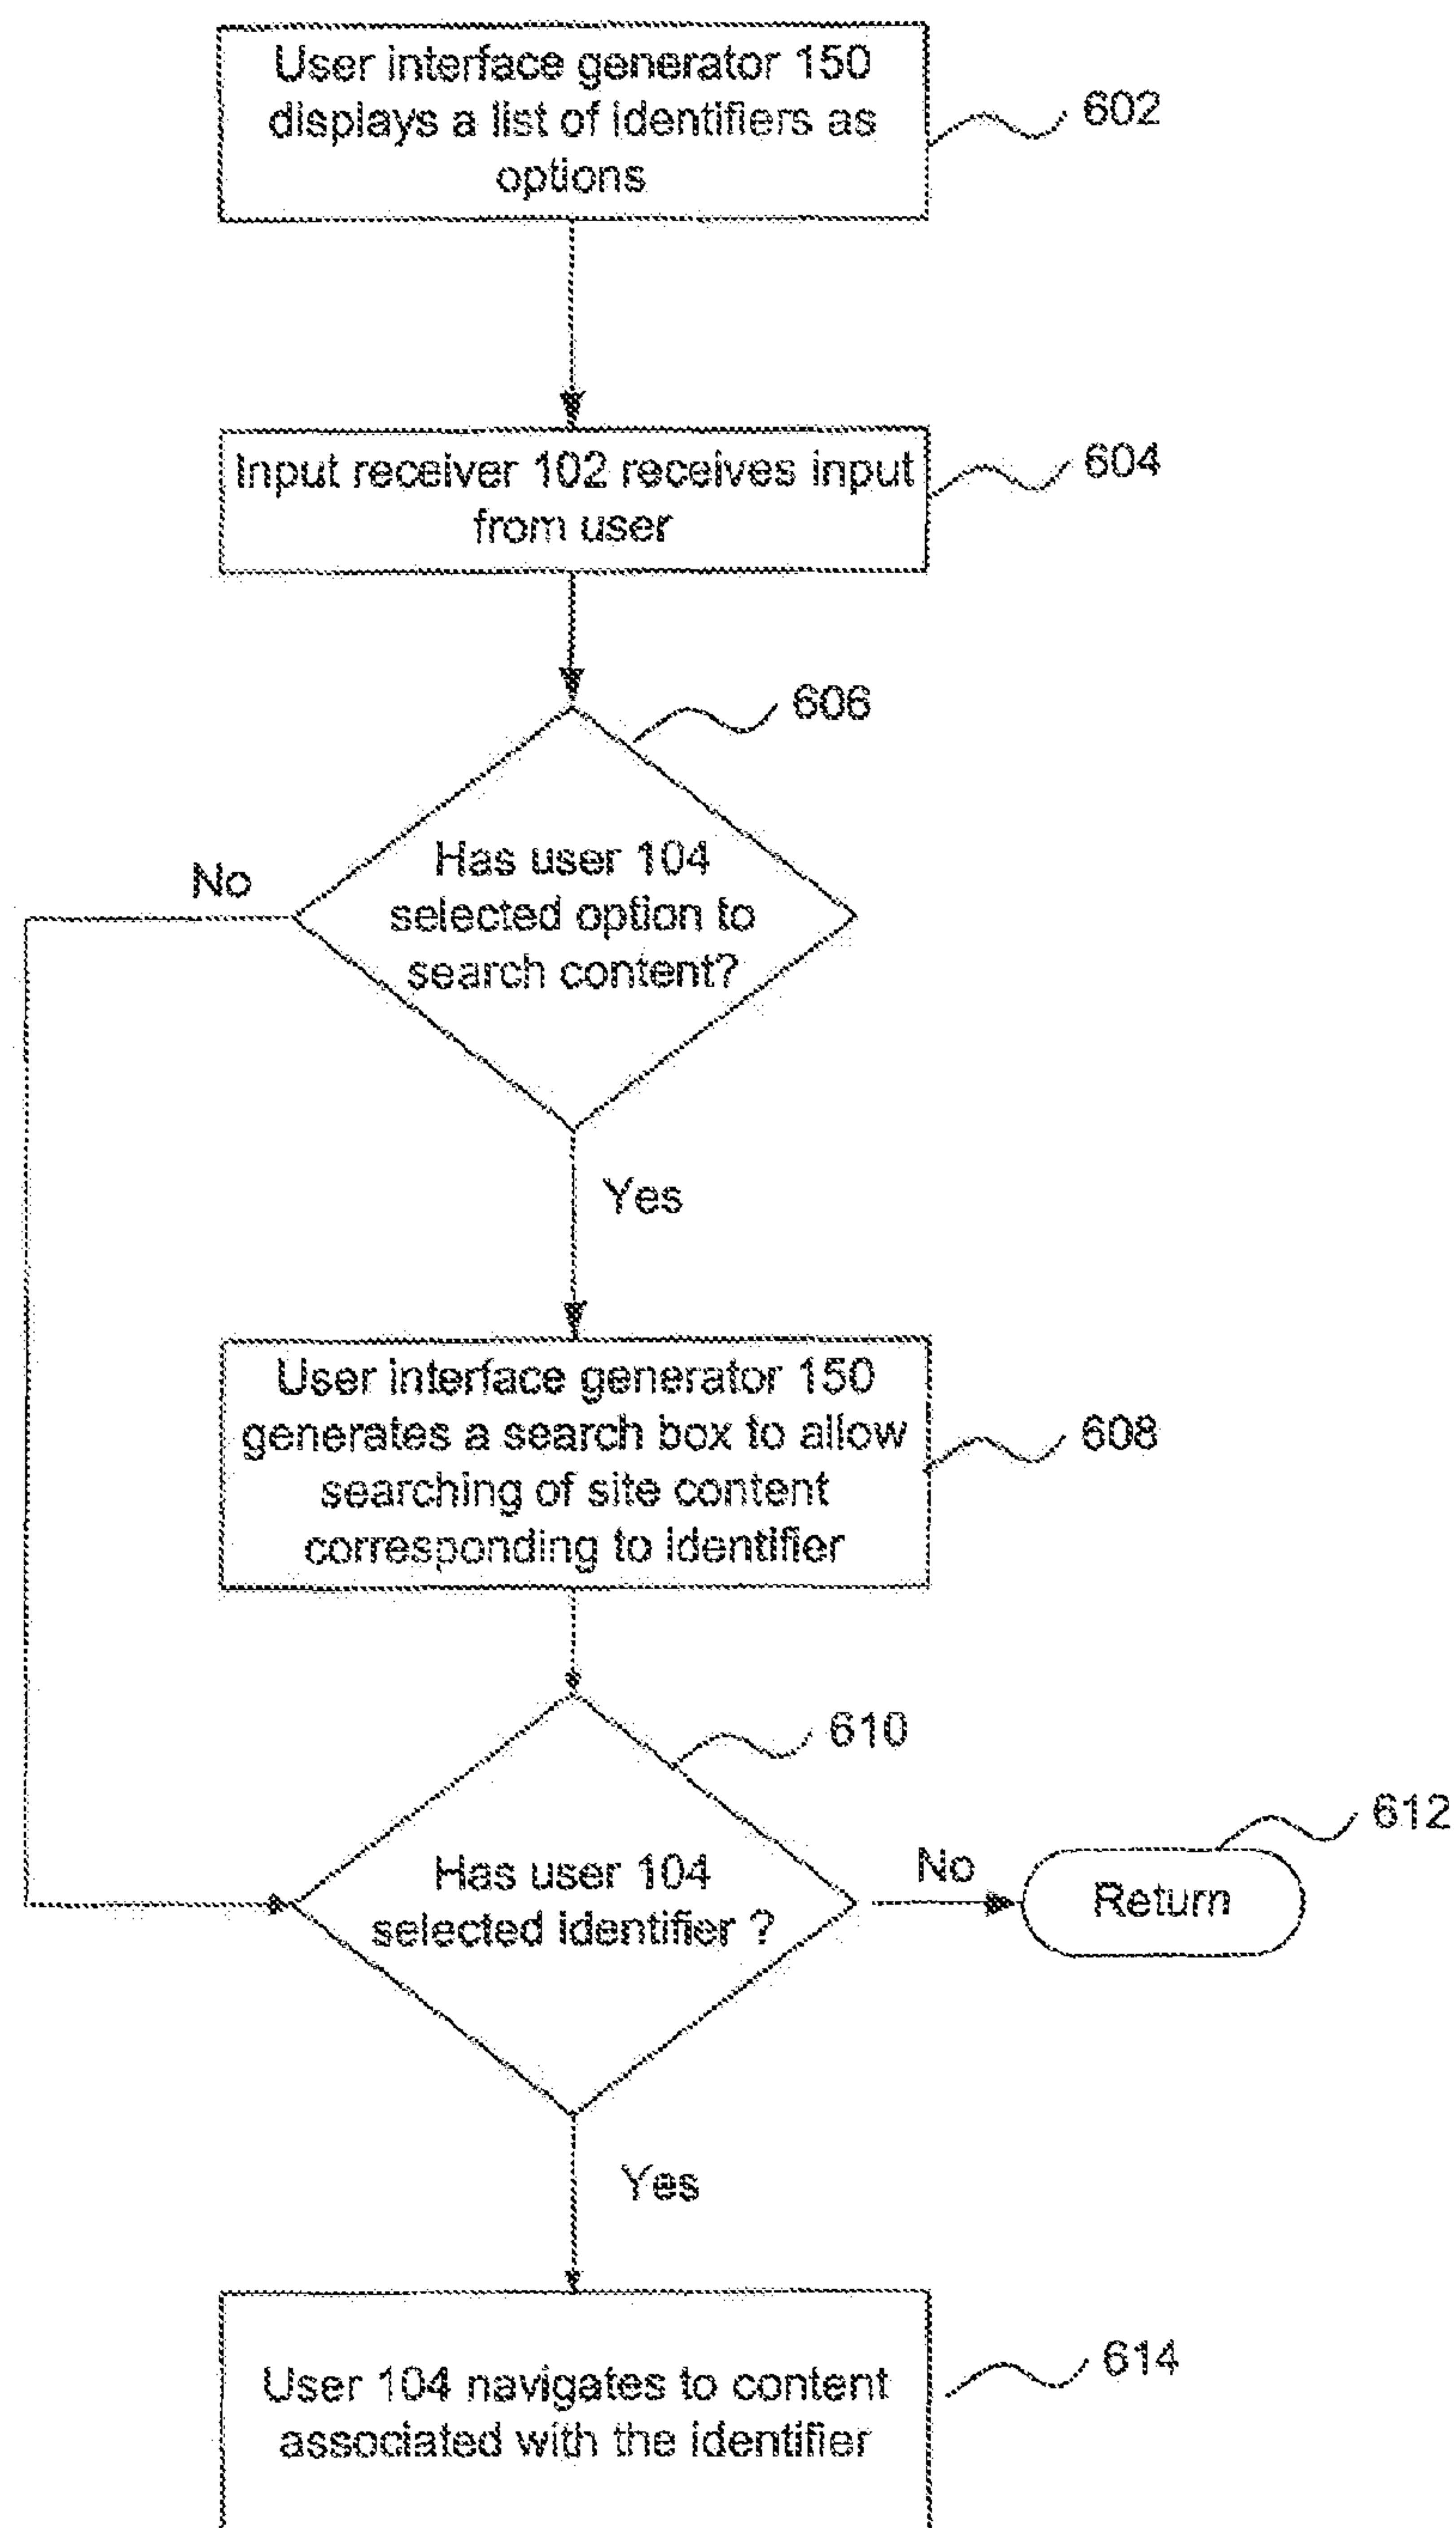 User interface generator 150
displays a list of identifiers as
options
602
Input receiver 102 receives input
from user
604
606
Has user 104
selected option to
search content?
No
Yes
User interface generator 150
generates a search box to allow
searching of site content
corresponding to identifier
608
610
Has user 104
selected identifier ?
No
612
Return
Yes
User 104 navigates to content
associated with the identifier
614